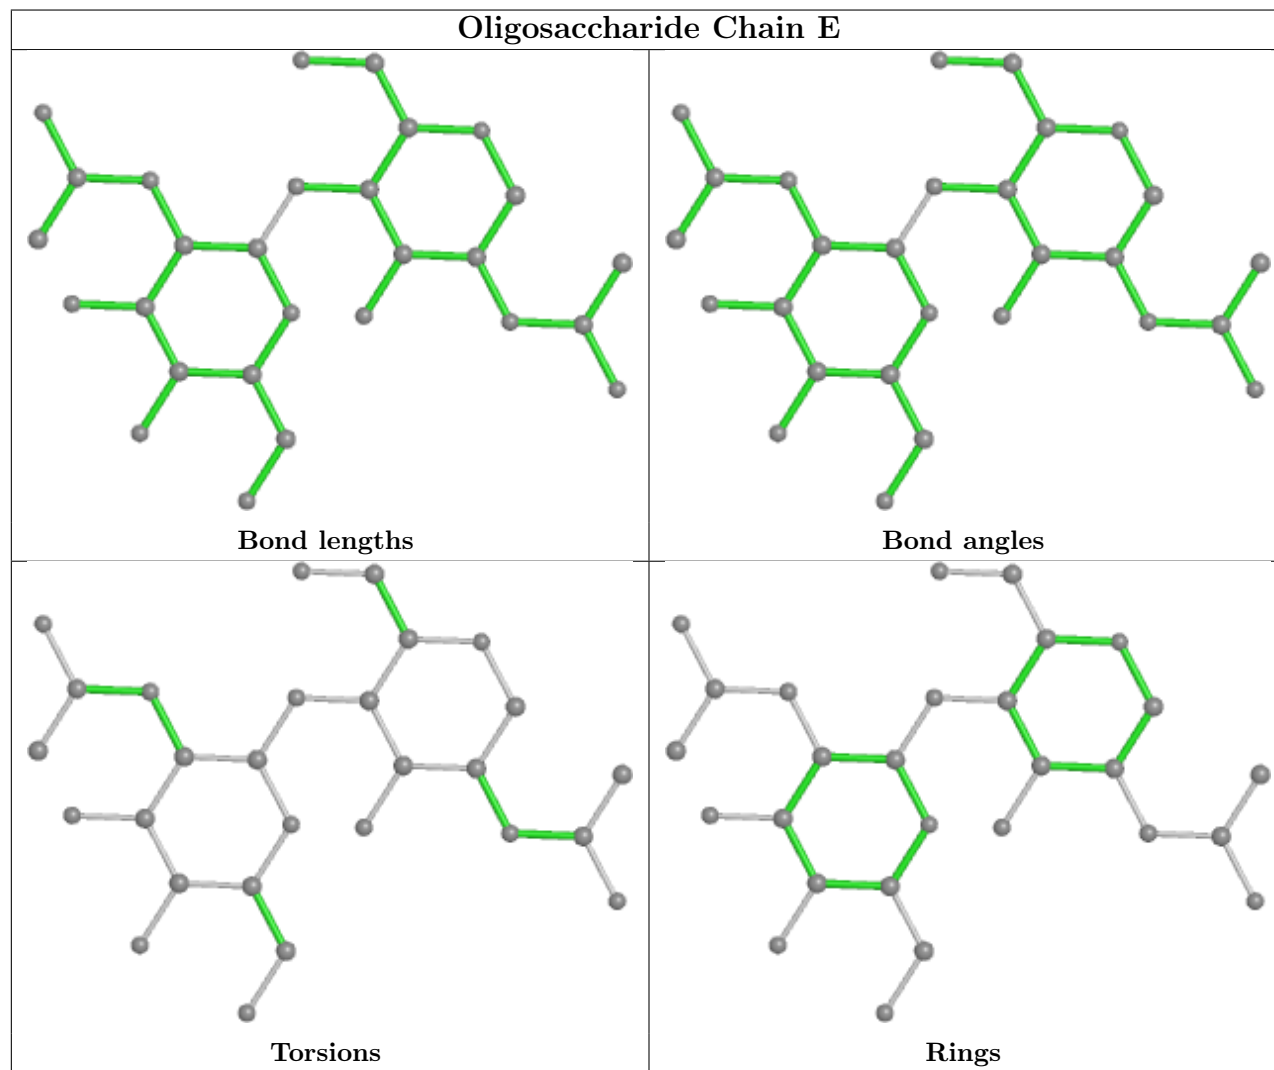 Oligosaccharide Chain E
Bond lengths
Bond angles
Torsions
Rings